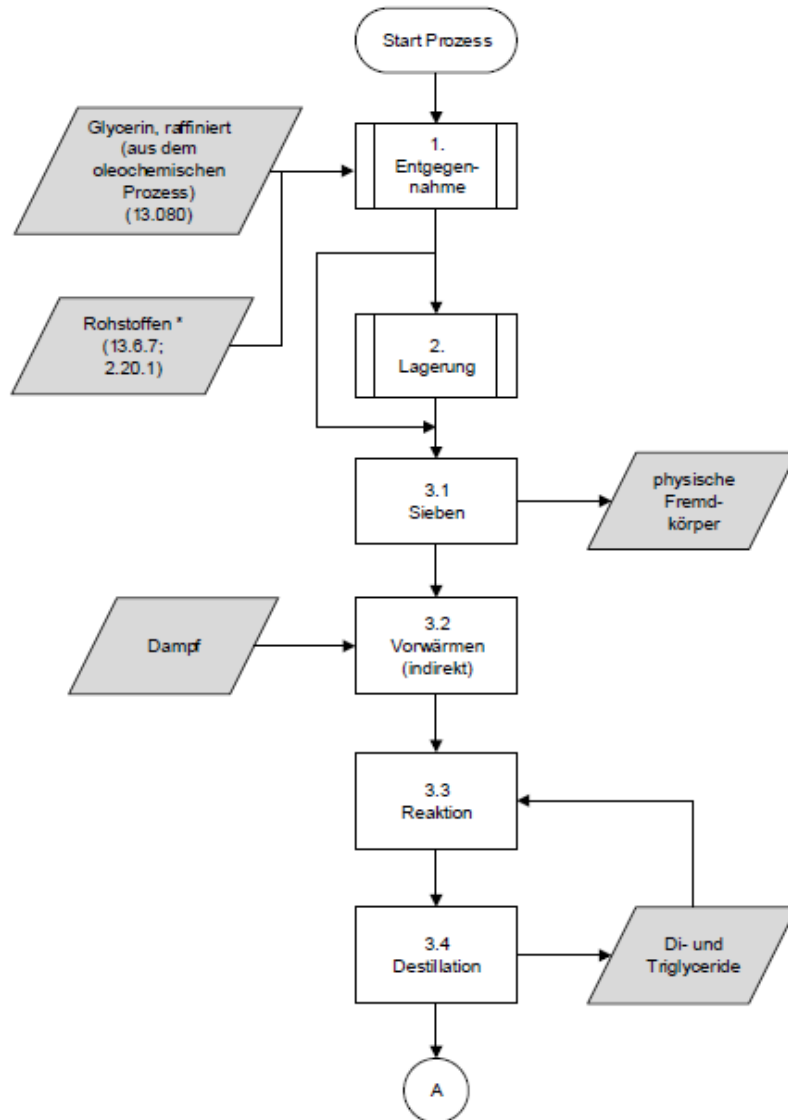 Start Prozess
Glycerin, raffiniert
(aus dem
oleochemischen
Prozess)
(13.080)
1.
Entgegen-
nahme
Rohstoffen *
(13.6.7;
2.20.1)
2.
Lagerung
3.1
Sieben
physische
Fremd-
körper
Dampf
3.2
Vorwärmen
(indirekt)
3.3
Reaktion
3.4
Destillation
Di- und
Triglyceride
A